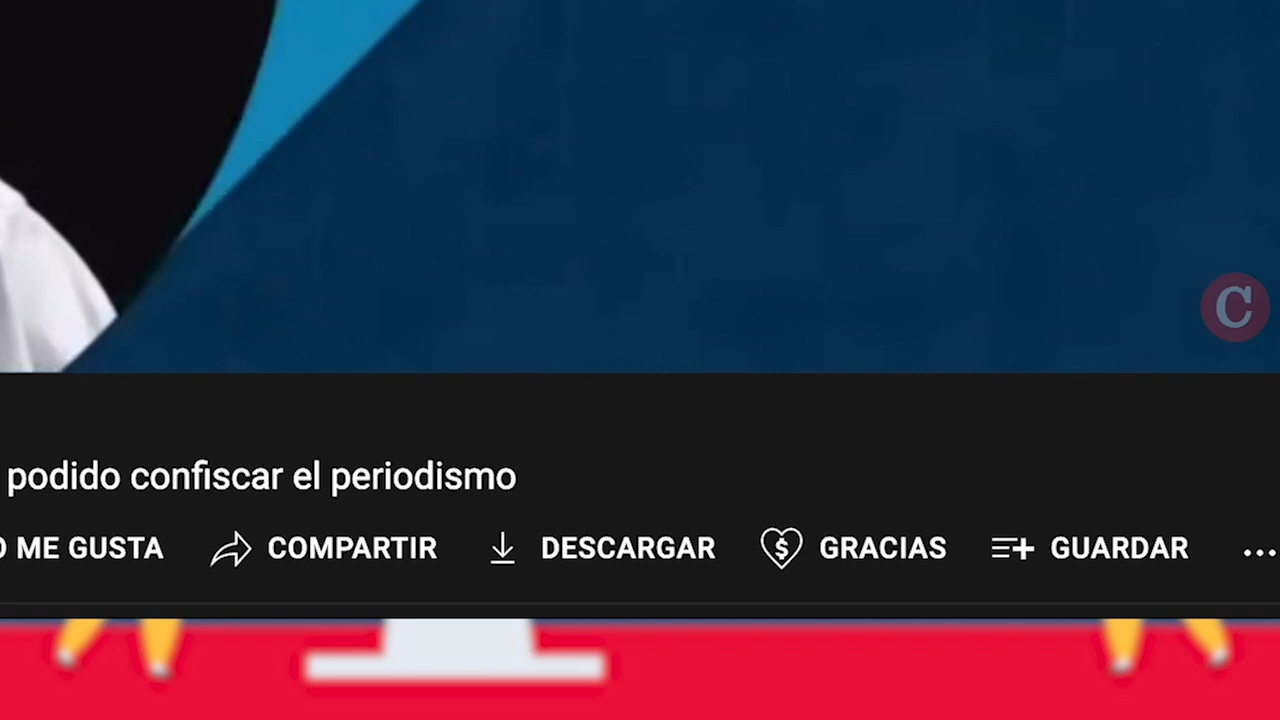 C
podido confiscar el periodismo
O ME GUSTA COMPARTIR DESCARGAR GRACIAS GUARDAR ...